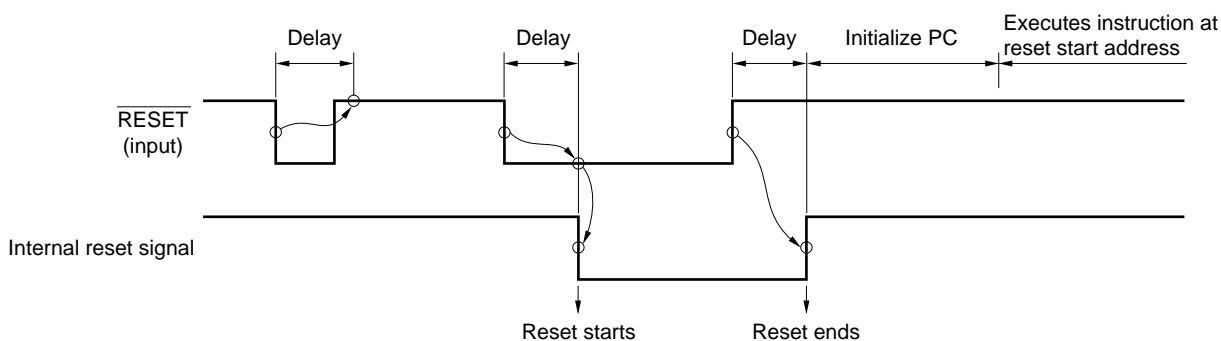 Executes instruction at
Delay Delay Delay Initialize PC reset start address
RESET
(input)
Internal reset signal
Reset starts Reset ends